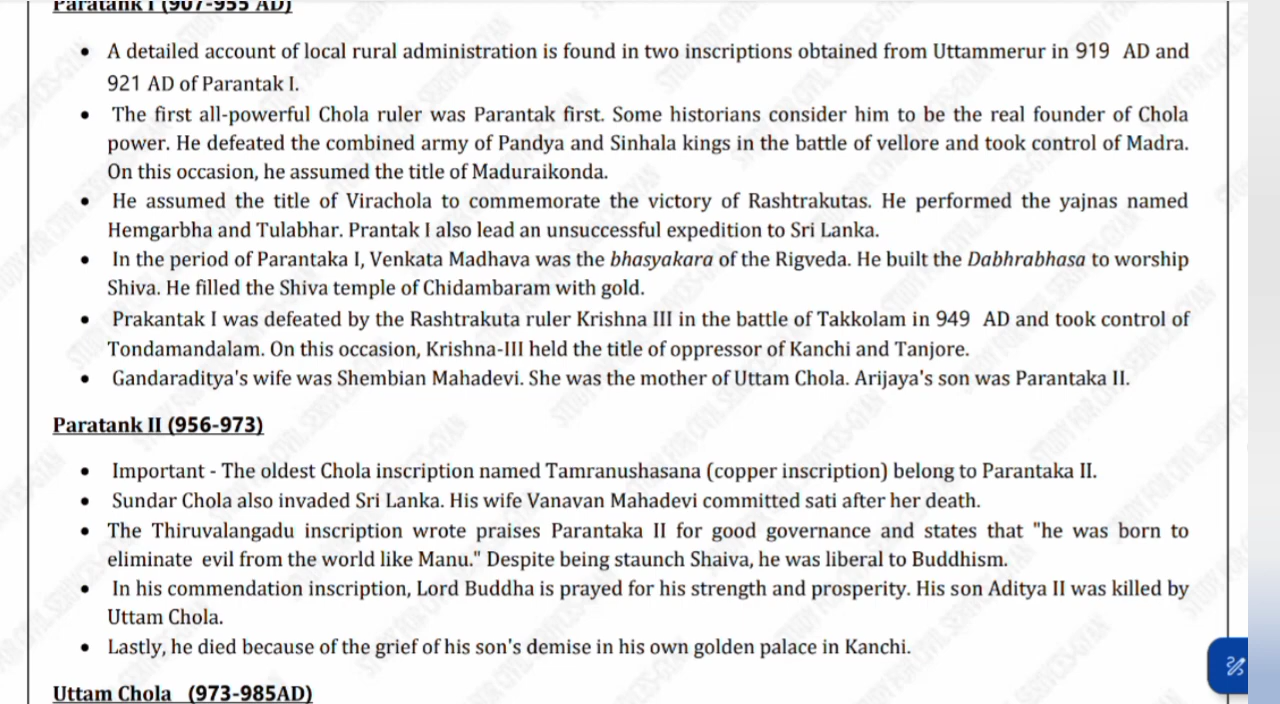 Paratank I (907-955 AD)
• A detailed account of local rural administration is found in two inscriptions obtained from Uttammerur in 919 AD and
921 AD of Parantak I.
• The first all-powerful Chola ruler was Parantak first. Some historians consider him to be the real founder of Chola
power. He defeated the combined army of Pandya and Sinhala kings in the battle of vellore and took control of Madra.
On this occasion, he assumed the title of Maduraikonda.
• He assumed the title of Virachola to commemorate the victory of Rashtrakutas. He performed the yajnas named
Hemgarbha and Tulabhar. Prantak I also lead an unsuccessful expedition to Sri Lanka.
• In the period of Parantaka I, Venkata Madhava was the bhasyakara of the Rigveda. He built the Dabhrabhasa to worship
Shiva. He filled the Shiva temple of Chidambaram with gold.
• Prakantak I was defeated by the Rashtrakuta ruler Krishna III in the battle of Takkolam in 949 AD and took control of
Tondamandalam. On this occasion, Krishna-III held the title of oppressor of Kanchi and Tanjore.
• Gandaraditya's wife was Shembian Mahadevi. She was the mother of Uttam Chola. Arijaya's son was Parantaka II.
Paratank II (956-973)
• Important - The oldest Chola inscription named Tamranushasana (copper inscription) belong to Parantaka II.
• Sundar Chola also invaded Sri Lanka. His wife Vanavan Mahadevi committed sati after her death.
• The Thiruvalangadu inscription wrote praises Parantaka II for good governance and states that "he was born to
eliminate evil from the world like Manu." Despite being staunch Shaiva, he was liberal to Buddhism.
• In his commendation inscription, Lord Buddha is prayed for his strength and prosperity. His son Aditya II was killed by
Uttam Chola.
• Lastly, he died because of the grief of his son's demise in his own golden palace in Kanchi.
Uttam Chola (973-985AD)